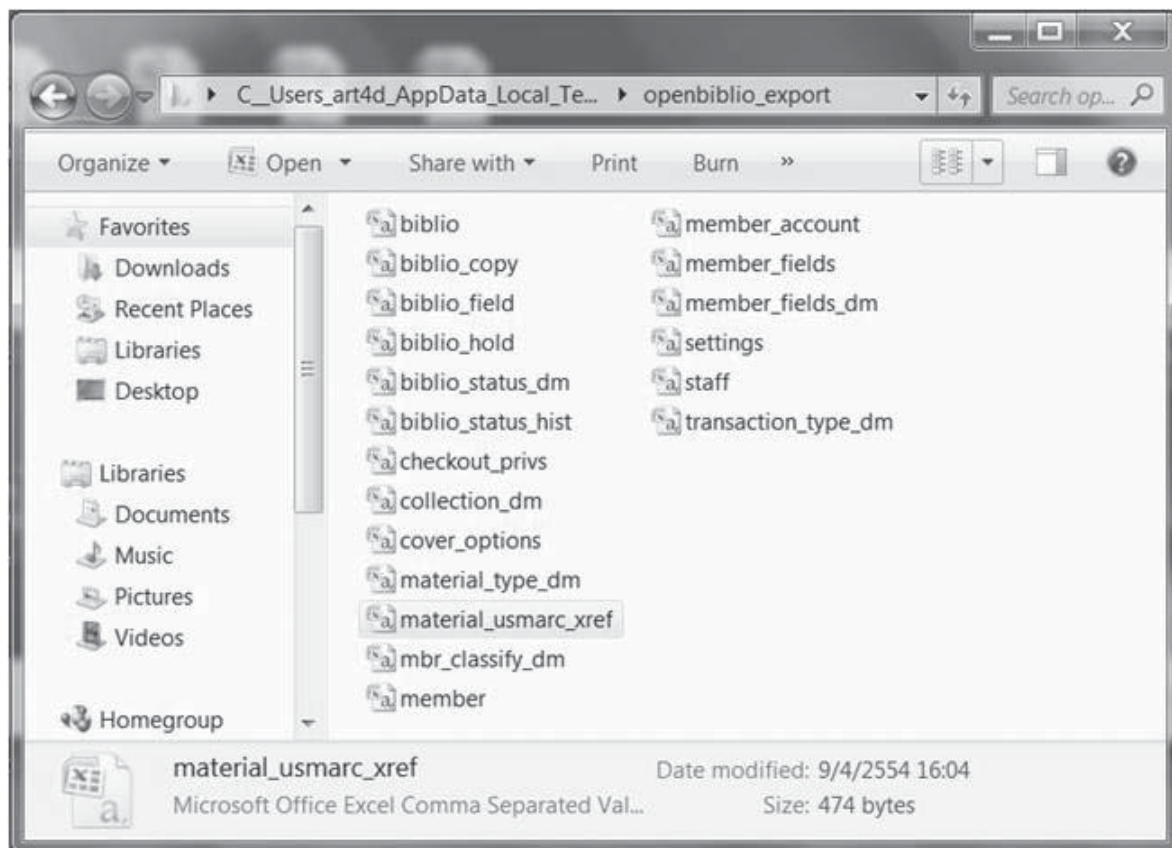 C__Users_art4d_AppData_Local_Te... openbiblio_export Search op...
Organize Open Share with Print Burn »
Favorites
Downloads
Recent Places
Libraries
Desktop
Libraries
Documents
Music
Pictures
Videos
Homegroup
biblio
biblio_copy
biblio_field
biblio_hold
biblio_status_dm
biblio_status_hist
checkout_privs
collection_dm
cover_options
material_type_dm
material_usmarc_xref
mbr_classify_dm
member
member_account
member_fields
member_fields_dm
settings
staff
transaction_type_dm
material_usmarc_xref Date modified: 9/4/2554 16:04
Microsoft Office Excel Comma Separated Val... Size: 474 bytes